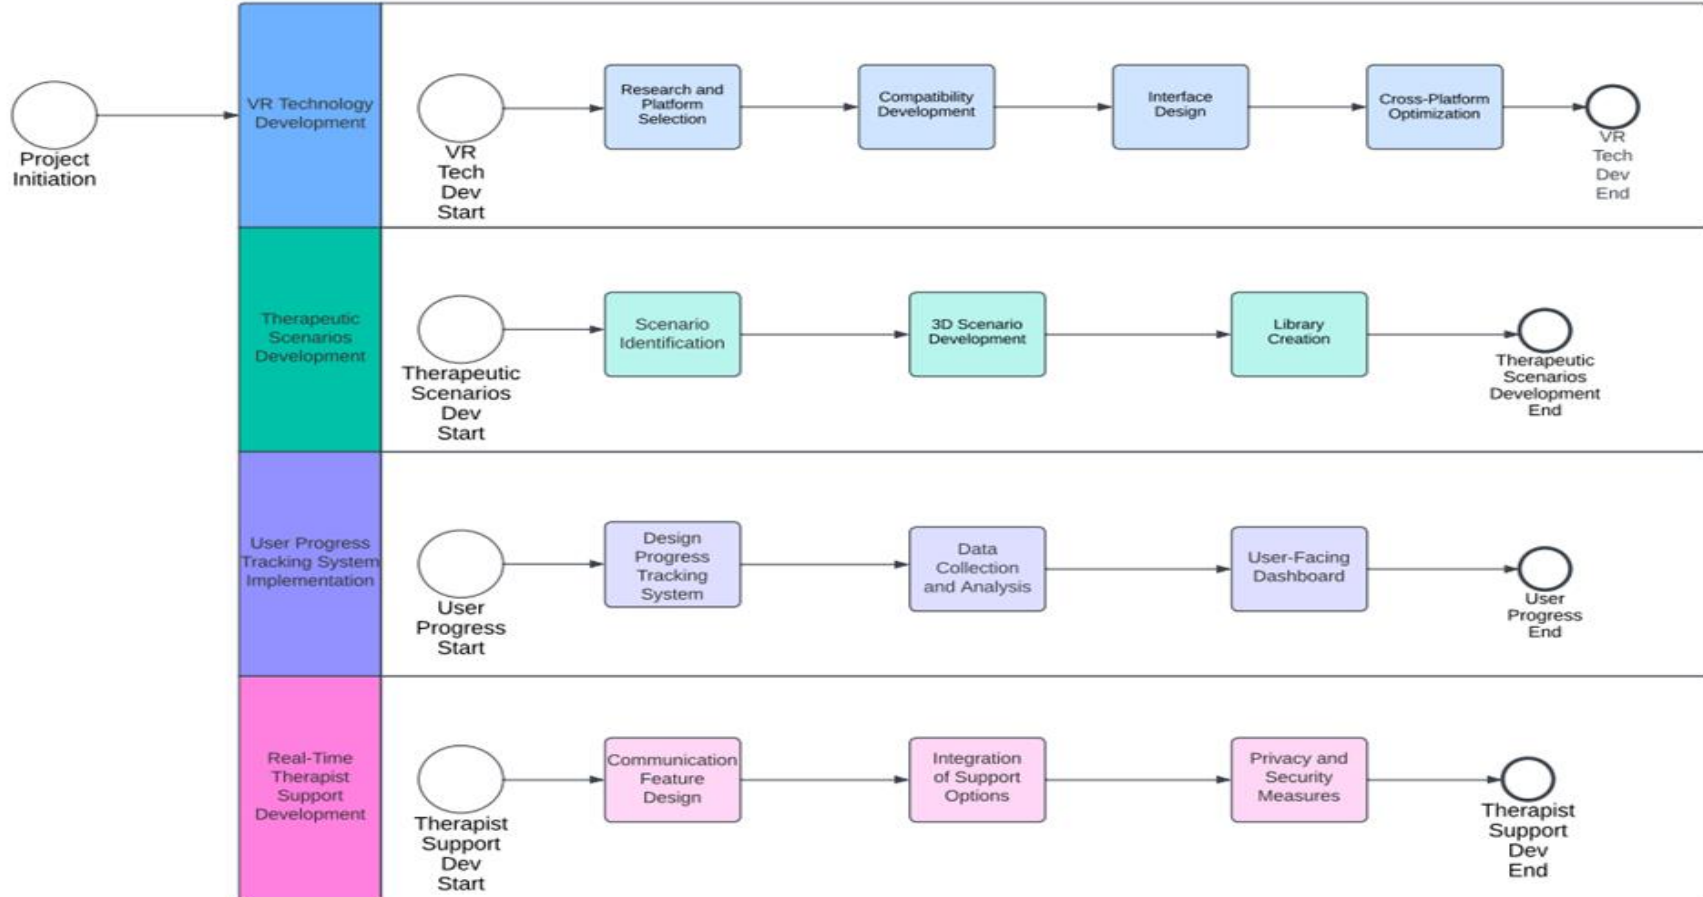 Project
Initiation
VR Technology
Development
VR
Tech
Dev
Start
Research and
Platform
Selection
Compatibility
Development
Interface
Design
Cross-Platform
Optimization
VR
Tech
Dev
End
Therapeutic
Scenarios
Development
Therapeutic
Scenarios
Dev
Start
Scenario
Identification
3D Scenario
Development
Library
Creation
Therapeutic
Scenarios
Development
End
User Progress
Tracking System
Implementation
User
Progress
Start
Design
Progress
Tracking
System
Data
Collection
and Analysis
User-Facing
Dashboard
User
Progress
End
Real-Time
Therapist
Support
Development
Therapist
Support
Dev
Start
Communication
Feature
Design
Integration
of Support
Options
Privacy and
Security
Measures
Therapist
Support
Dev
End